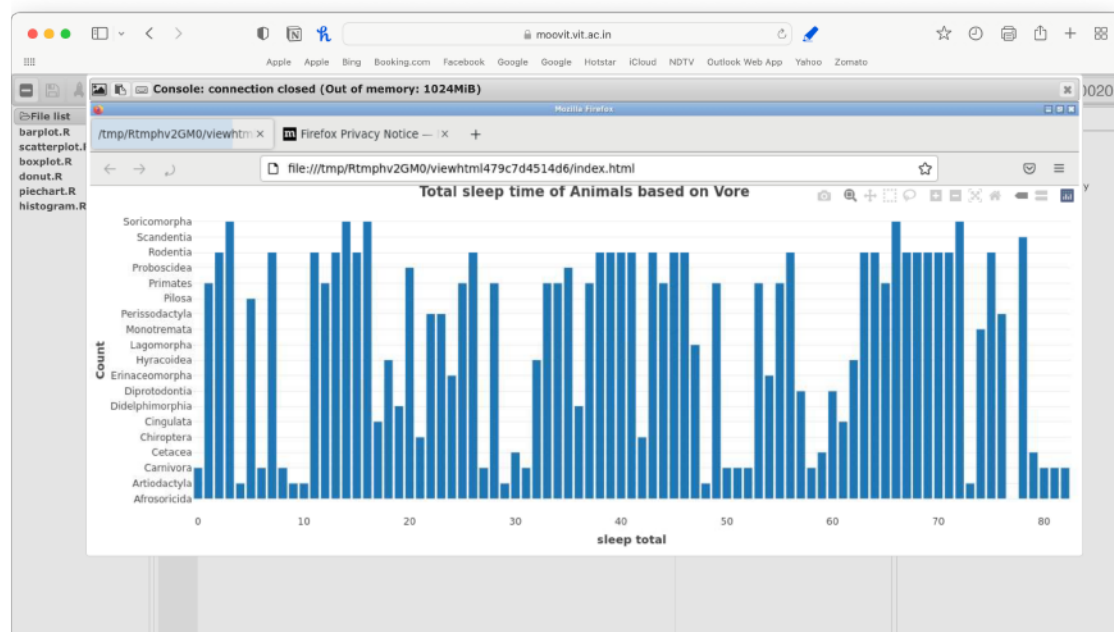 moovit.vit.ac.in
Apple Apple Bing Booking.com Facebook Google Google Hotstar iCloud NDTV Outlook Web App Yahoo Zomato
Console: connection closed (Out of memory: 1024MiB)
0020
Mozilla Firefox
File list
barplot.R
scatterplot.
boxplot.R
donut.R
piechart.R
histogram.R
/tmp/Rtmphv2GM0/viewhtm
m Firefox Privacy Notice —
file:///tmp/Rtmphv2GM0/viewhtml479c7d4514d6/index.html
y
Total sleep time of Animals based on Vore
Soricomorpha
Scandentia
Rodentia
Proboscidea
Primates
Pilosa
Perissodactyla
Monotremata
Lagomorpha
Hyracoidea
Erinaceomorpha
Diprotodontia
Didelphimorphia
Cingulata
Chiroptera
Cetacea
Carnivora
Artiodactyla
Afrosoricida
Count
0 10 20 30 40 50 60 70 80
sleep total